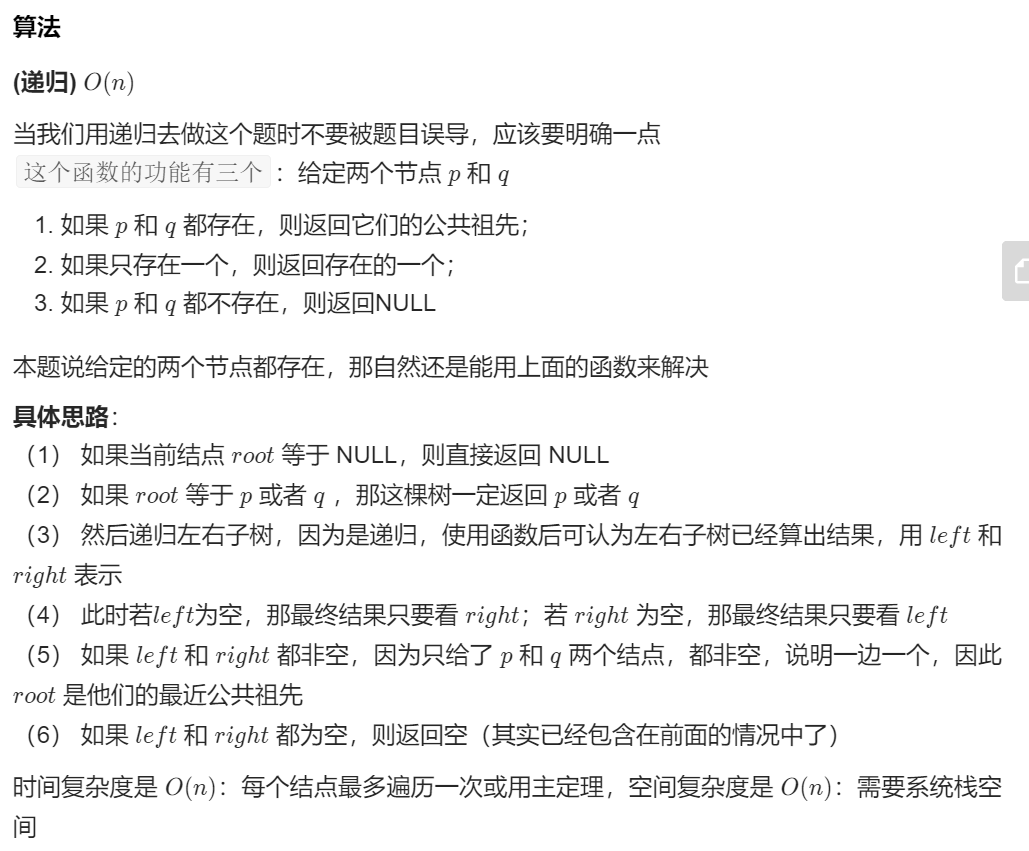 算法
(递归) O(n)
当我们用递归去做这个题时不要被题目误导，应该要明确一点
这个函数的功能有三个：给定两个节点 p 和 q
1. 如果 p 和 q 都存在，则返回它们的公共祖先；
2. 如果只存在一个，则返回存在的一个；
3. 如果 p 和 q 都不存在，则返回NULL
本题说给定的两个节点都存在，那自然还是能用上面的函数来解决
具体思路：
（1） 如果当前结点 root 等于 NULL，则直接返回 NULL
（2） 如果 root 等于 p 或者 q ，那这棵树一定返回 p 或者 q
（3） 然后递归左右子树，因为是递归，使用函数后可认为左右子树已经算出结果，用 left 和
right 表示
（4） 此时若left为空，那最终结果只要看 right；若 right 为空，那最终结果只要看 left
（5） 如果 left 和 right 都非空，因为只给了 p 和 q 两个结点，都非空，说明一边一个，因此
root 是他们的最近公共祖先
（6） 如果 left 和 right 都为空，则返回空（其实已经包含在前面的情况中了）
时间复杂度是 O(n)：每个结点最多遍历一次或用主定理，空间复杂度是 O(n)：需要系统栈空
间